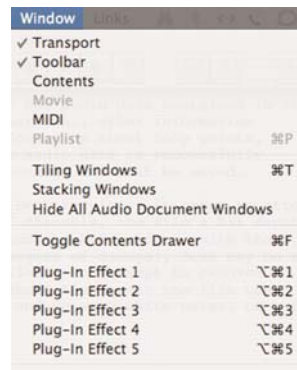 Window Links
✓ Transport
✓ Toolbar
Contents
Movie
MIDI
Playlist ⌘P
Tiling Windows ⌘T
Stacking Windows
Hide All Audio Document Windows
Toggle Contents Drawer ⌘F
Plug-In Effect 1 ⌥⌘1
Plug-In Effect 2 ⌥⌘2
Plug-In Effect 3 ⌥⌘3
Plug-In Effect 4 ⌥⌘4
Plug-In Effect 5 ⌥⌘5